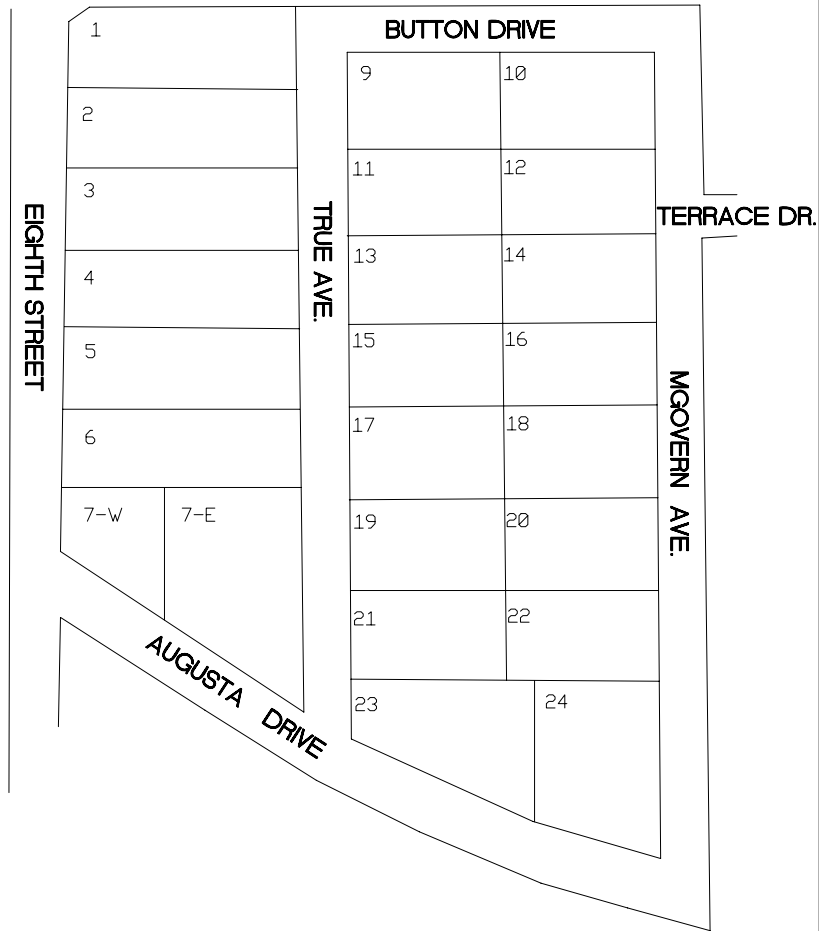 BUTTON DRIVE
1
9
10
2
11
12
3
TERRACE DR.
EIGHTH STREET
TRUE AVE.
13
14
4
15
16
5
MGOVERN AVE.
17
18
6
7-W
7-E
19
20
21
22
AUGUSTA DRIVE
23
24